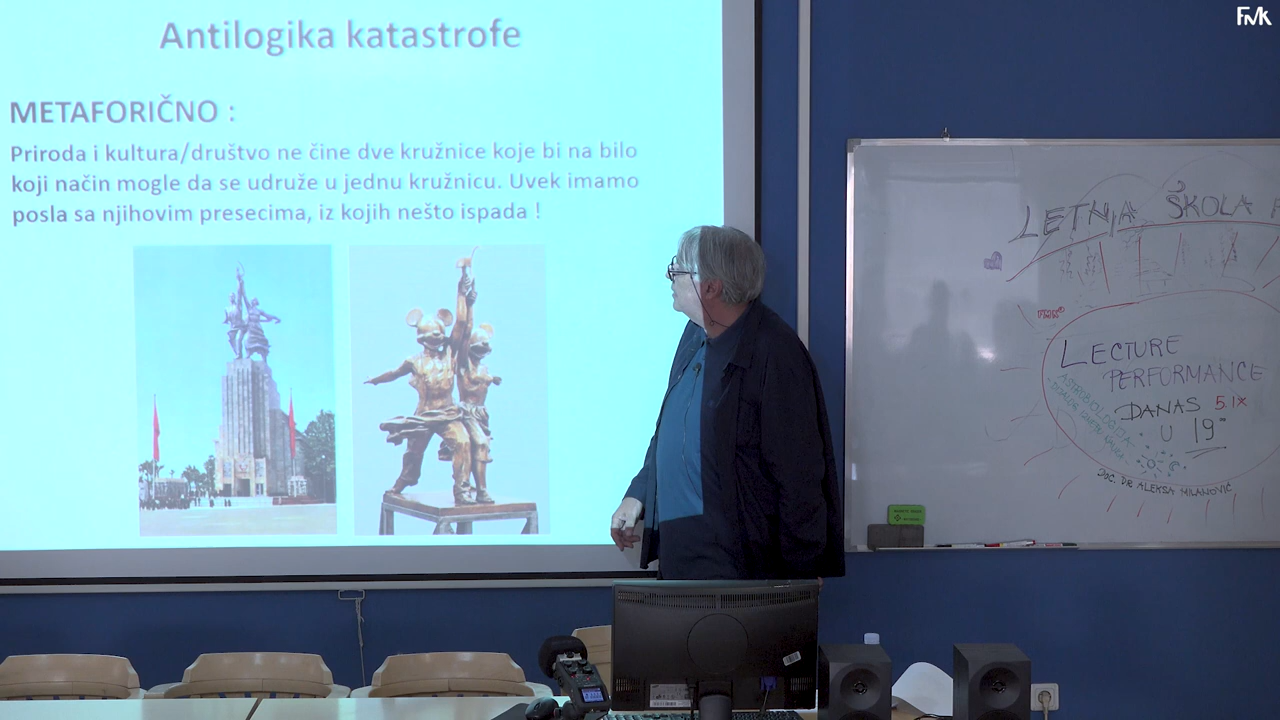 FMK
Antilogika katastrofe
METAFORIČNO :
Priroda i kultura/društvo ne čine dve kružnice koje bi na bilo
koji način mogle da se udruže u jednu kružnicu. Uvek imamo
posla sa njihovim presecima, iz kojih nešto ispada !
LETNJA ŠKOLA
FMK
LECTURE
PERFORMANCE
DANAS 5.IX
U 19
ASTROBIOLOGIJA
DOC. DR ALEKSA MILANOVIĆ